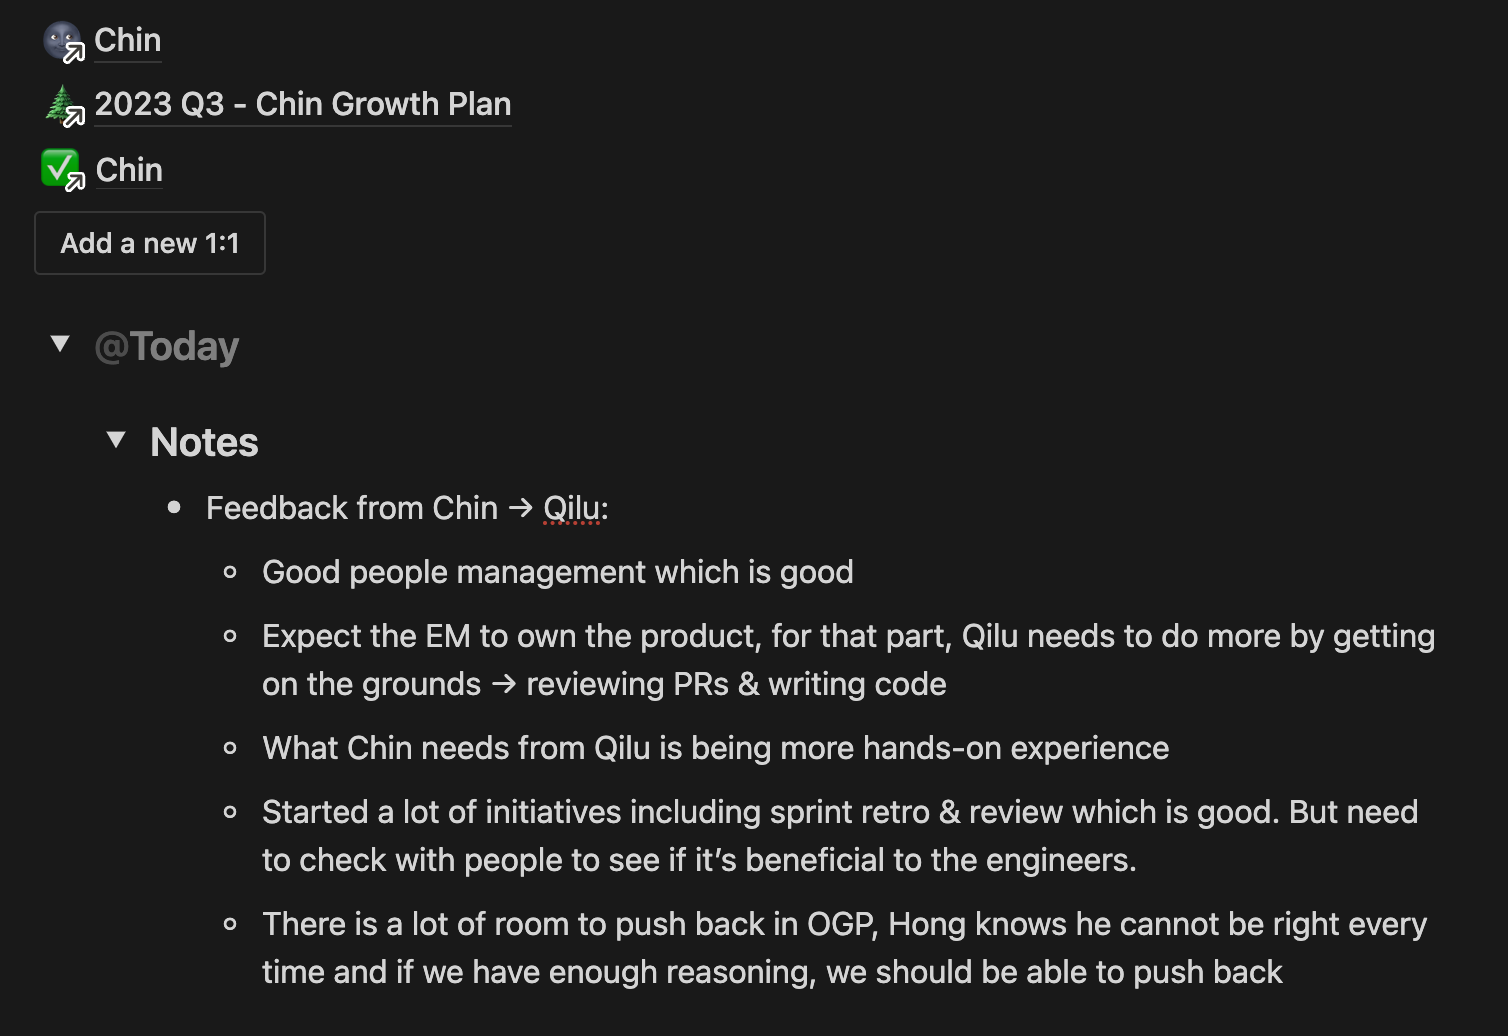 Chin
2023 Q3 - Chin Growth Plan
Chin
Add a new 1:1
@Today
Notes
Feedback from Chin → Qilu:
Good people management which is good
Expect the EM to own the product, for that part, Qilu needs to do more by getting
on the grounds → reviewing PRs & writing code
What Chin needs from Qilu is being more hands-on experience
Started a lot of initiatives including sprint retro & review which is good. But need
to check with people to see if it’s beneficial to the engineers.
There is a lot of room to push back in OGP, Hong knows he cannot be right every
time and if we have enough reasoning, we should be able to push back